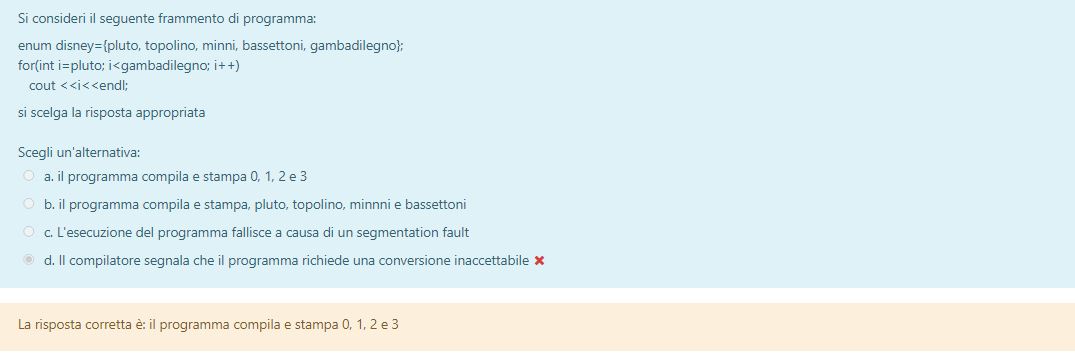 Si consideri il seguente frammento di programma:
enum disney={pluto, topolino, minni, bassettoni, gambadilegno};
for(int i=pluto; i<gambadilegno; i++)
cout <<i<<endl;
si scelga la risposta appropriata
Scegli un'alternativa:
a. il programma compila e stampa 0, 1, 2 e 3
b. il programma compila e stampa, pluto, topolino, minnni e bassettoni
c. L'esecuzione del programma fallisce a causa di un segmentation fault
d. Il compilatore segnala che il programma richiede una conversione inaccettabile
La risposta corretta è: il programma compila e stampa 0, 1, 2 e 3